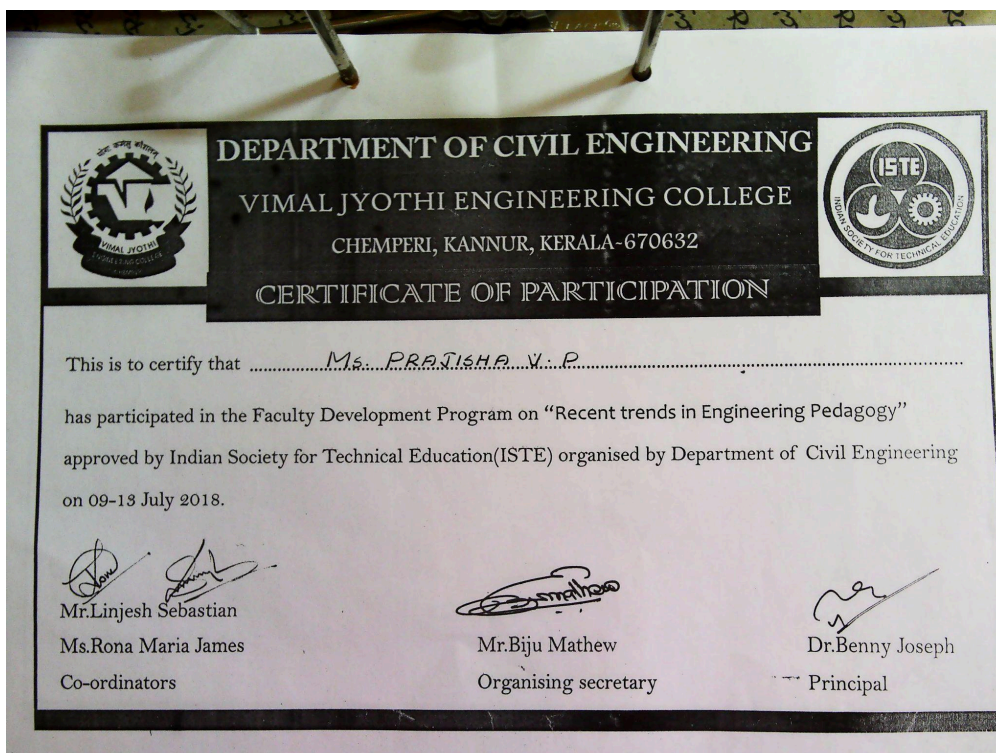 DEPARTMENT OF CIVIL ENGINEERING
VIMAL JYOTHI ENGINEERING COLLEGE
CHEMPERI, KANNUR, KERALA-670632
CERTIFICATE OF PARTICIPATION
VIMAL JYOTHI
ENGINEERING COLLEGE
CHEMPERI
ISTE
INDIAN SOCIETY FOR TECHNICAL EDUCATION
This is to certify that Ms. PRAJISHA V. P
has participated in the Faculty Development Program on “Recent trends in Engineering Pedagogy”
approved by Indian Society for Technical Education(ISTE) organised by Department of Civil Engineering
on 09-13 July 2018.
Mr.Linjesh Sebastian
Ms.Rona Maria James
Co-ordinators
Mr.Biju Mathew
Organising secretary
Dr.Benny Joseph
Principal